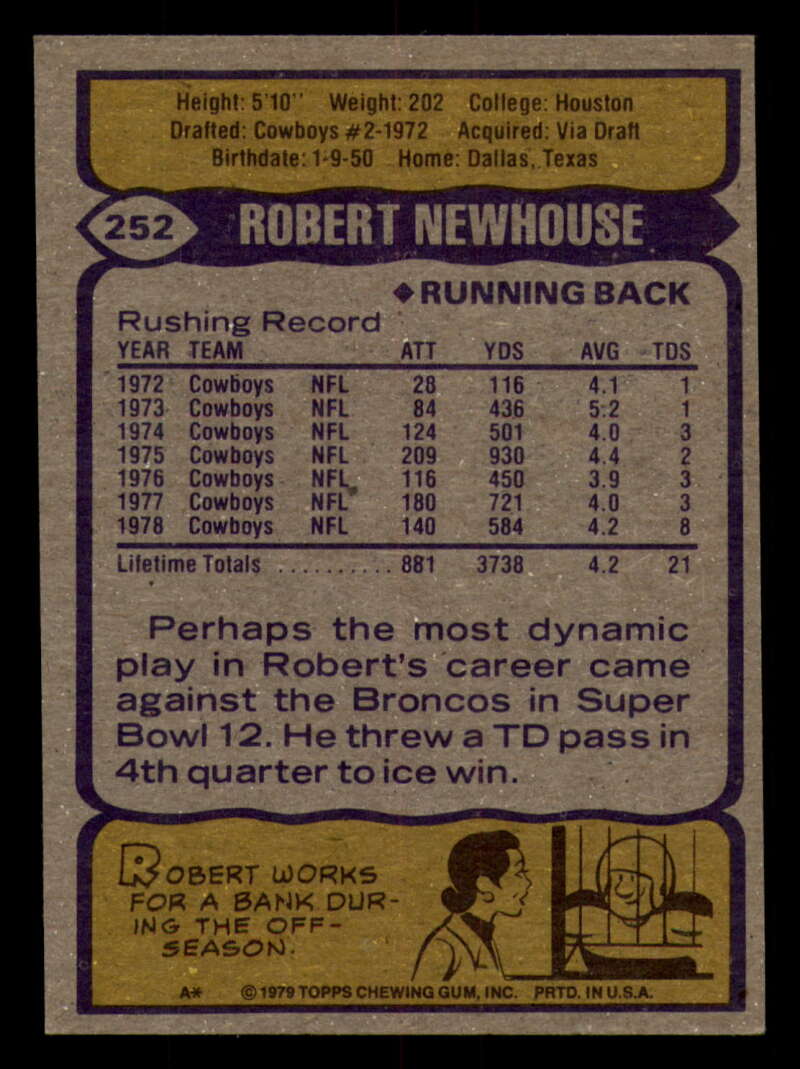 Height: 5'10" Weight: 202 College: Houston
Drafted: Cowboys #2-1972 Acquired: Via Draft
Birthdate: 1-9-50 Home: Dallas, Texas
252 ROBERT NEWHOUSE
◆RUNNING BACK
Rushing Record
YEAR TEAM ATT YDS AVG TDS
1972 Cowboys NFL 28 116 4.1 1
1973 Cowboys NFL 84 436 5.2 1
1974 Cowboys NFL 124 501 4.0 3
1975 Cowboys NFL 209 930 4.4 2
1976 Cowboys NFL 116 450 3.9 3
1977 Cowboys NFL 180 721 4.0 3
1978 Cowboys NFL 140 584 4.2 8
Lifetime Totals .......... 881 3738 4.2 21
Perhaps the most dynamic
play in Robert's career came
against the Broncos in Super
Bowl 12. He threw a TD pass in
4th quarter to ice win.
ROBERT WORKS
FOR A BANK DUR-
ING THE OFF-
SEASON.
A* © 1979 TOPPS CHEWING GUM, INC. PRTD. IN U.S.A.